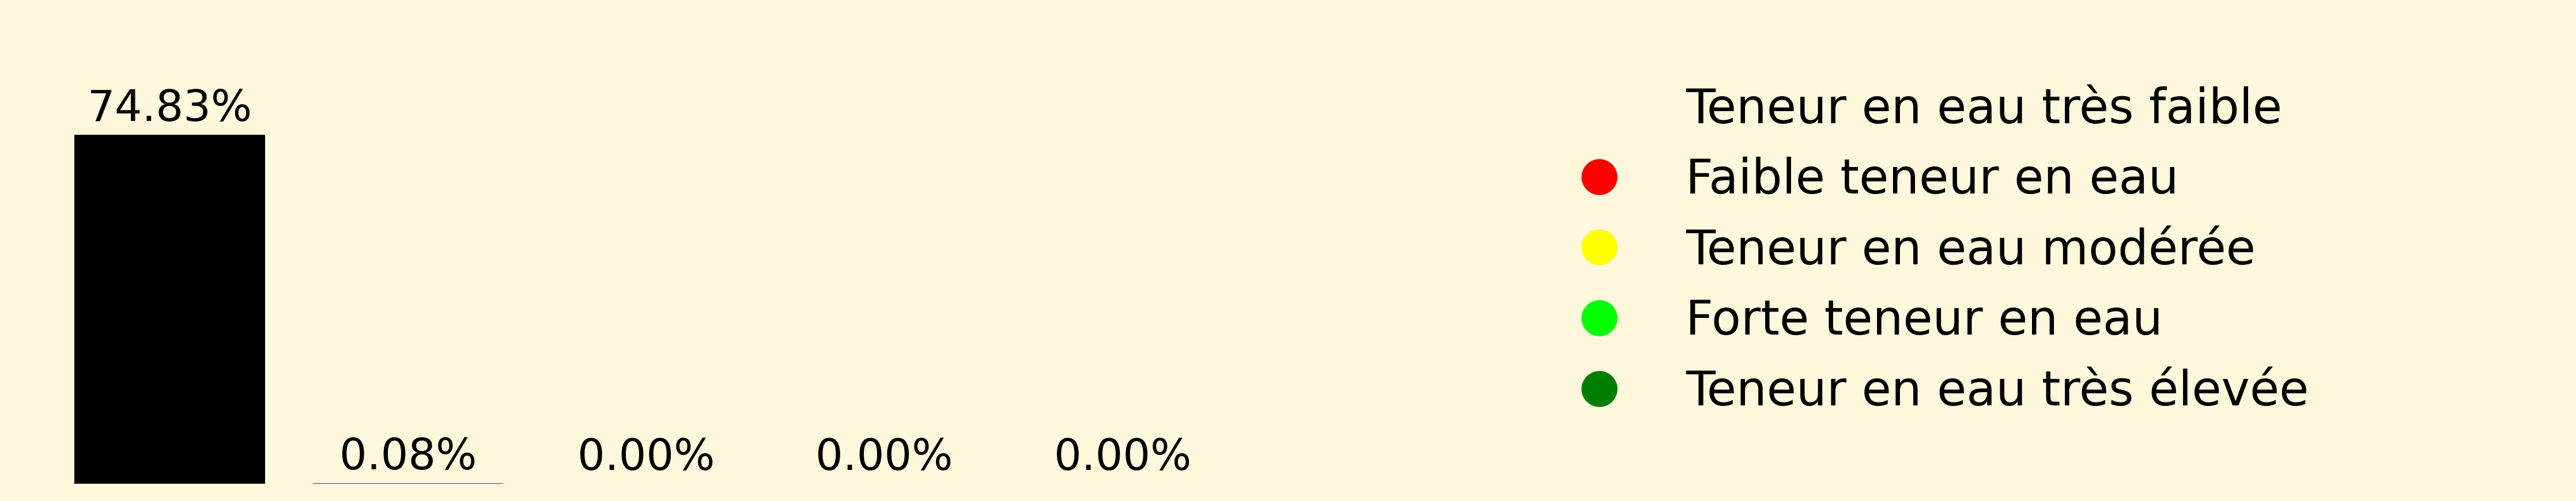 74.83%
0.08%
0.00%
0.00%
0.00%
Teneur en eau très faible
Faible teneur en eau
Teneur en eau modérée
Forte teneur en eau
Teneur en eau très élevée